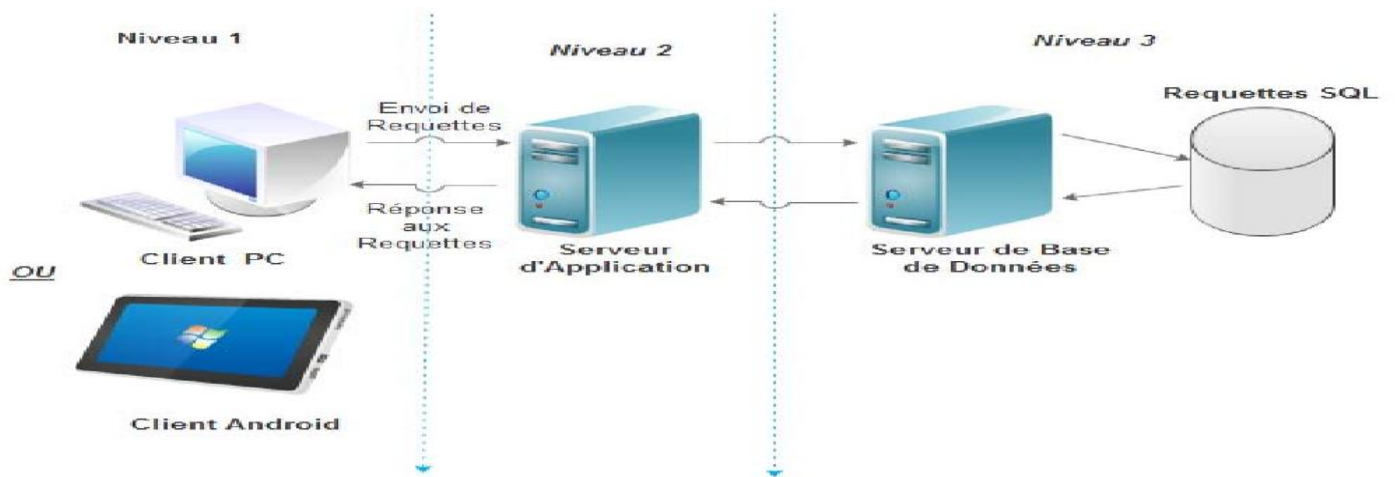 Niveau 1
Niveau 2
Niveau 3
Envoi de
Requettes
Requettes SQL
Réponse
aux
Requettes
Client PC
Serveur
d'Application
Serveur de Base
de Données
OU
Client Android